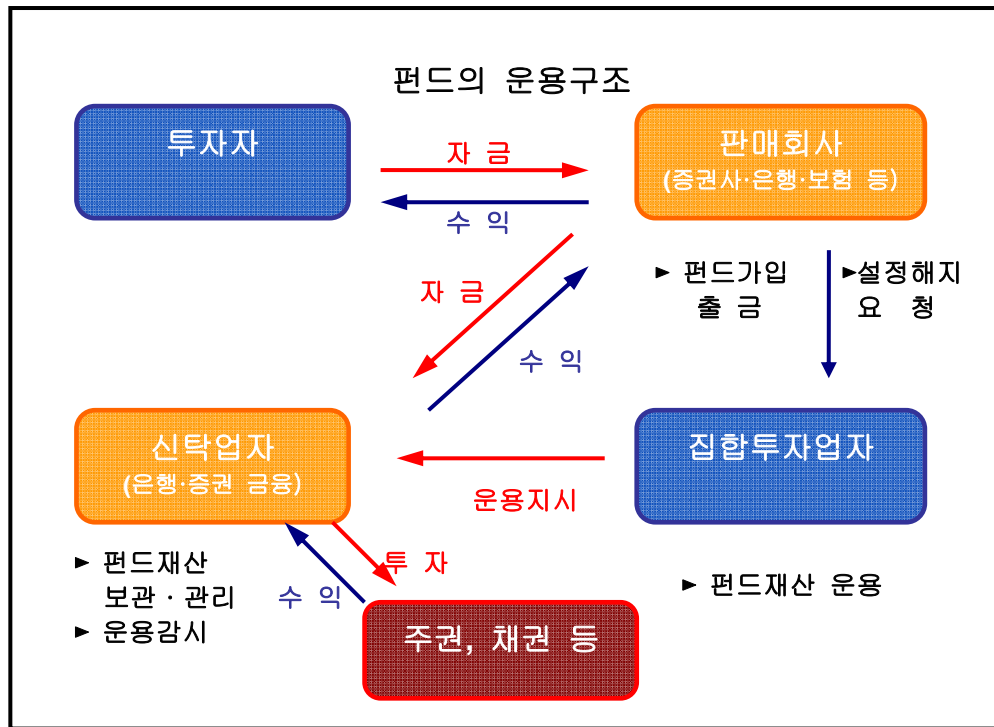 펀드의 운용구조
투자자
판매회사
(증권사·은행·보험 등)
자 금
수 익
► 펀드가입
출 금
►설정해지
요 청
자 금
수 익
신탁업자
(은행·증권 금융)
집합투자업자
운용지시
► 펀드재산
보관 · 관리
► 운용감시
투 자
수 익
► 펀드재산 운용
주권, 채권 등